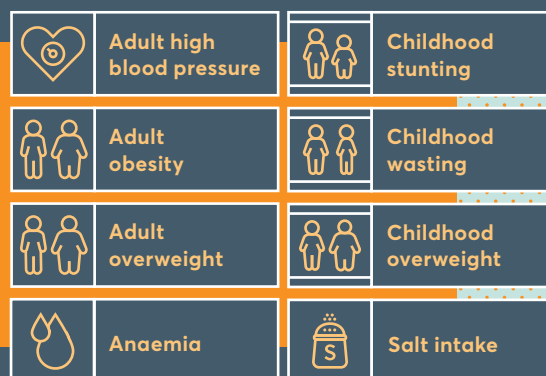 Adult high
blood pressure
Childhood
stunting
Adult
obesity
Childhood
wasting
Adult
overweight
Childhood
overweight
Anaemia
S
Salt intake